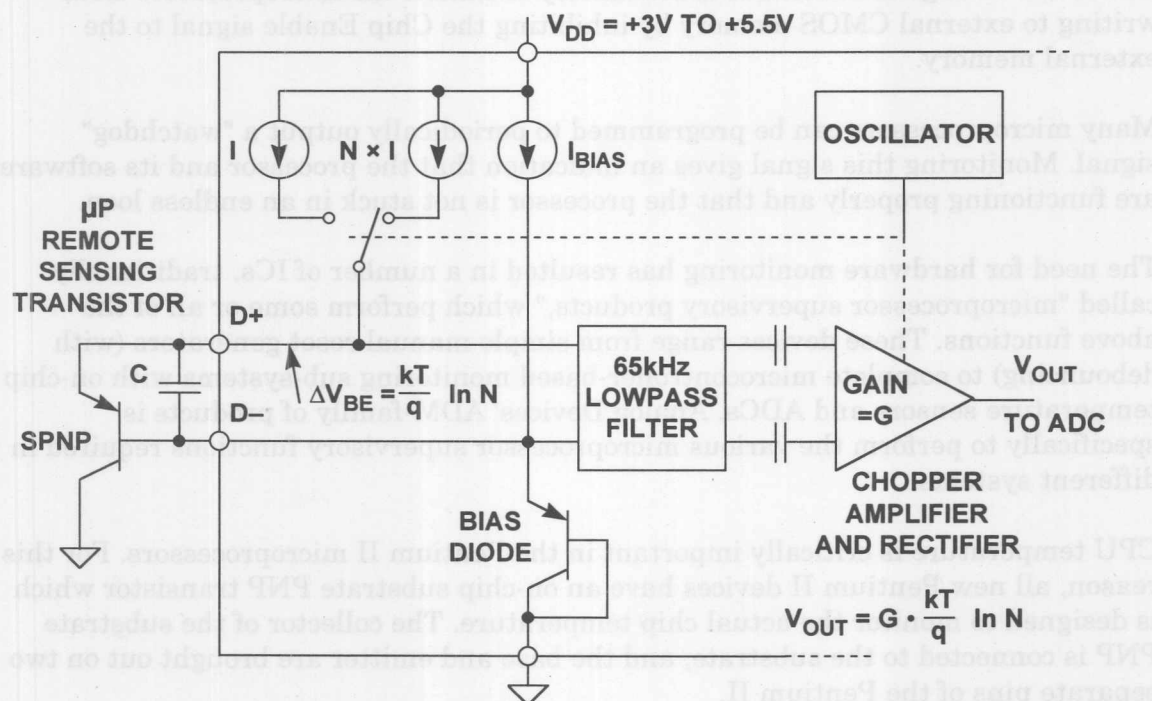 V_DD = +3V TO +5.5V
I
N × I
I_BIAS
OSCILLATOR
µP
REMOTE
SENSING
TRANSISTOR
D+
C
D−
SPNP
ΔV_BE = kT/q ln N
65kHz
LOWPASS
FILTER
GAIN
=G
V_OUT
TO ADC
BIAS
DIODE
CHOPPER
AMPLIFIER
AND RECTIFIER
V_OUT = G kT/q ln N
writing to external CMOS the Chip Enable signal to the
external memory.
Many can be programmed to periodically output a "watchdog"
signal. Monitoring this signal gives an indication that the processor and its software
are functioning properly and that the processor is not stuck in an endless loop.
The need for hardware monitoring has resulted in a number of ICs,
called "microprocessor supervisory products," which perform some or all of the
above functions. These devices range from simple manual reset generators (with
debouncing) to complete microcontroller-based monitoring sub-systems with on-chip
temperature sensors and ADCs. Analog Devices' ADM family of products is
specifically to perform the various microprocessor supervisory functions required in
different systems.
CPU temperature is critically important in the Pentium II microprocessors. For this
reason, all new Pentium II devices have an on-chip substrate PNP transistor which
is designed to monitor the actual chip temperature. The collector of the substrate
PNP is connected to the substrate, and the base and emitter are brought out on two
separate pins of the Pentium II.